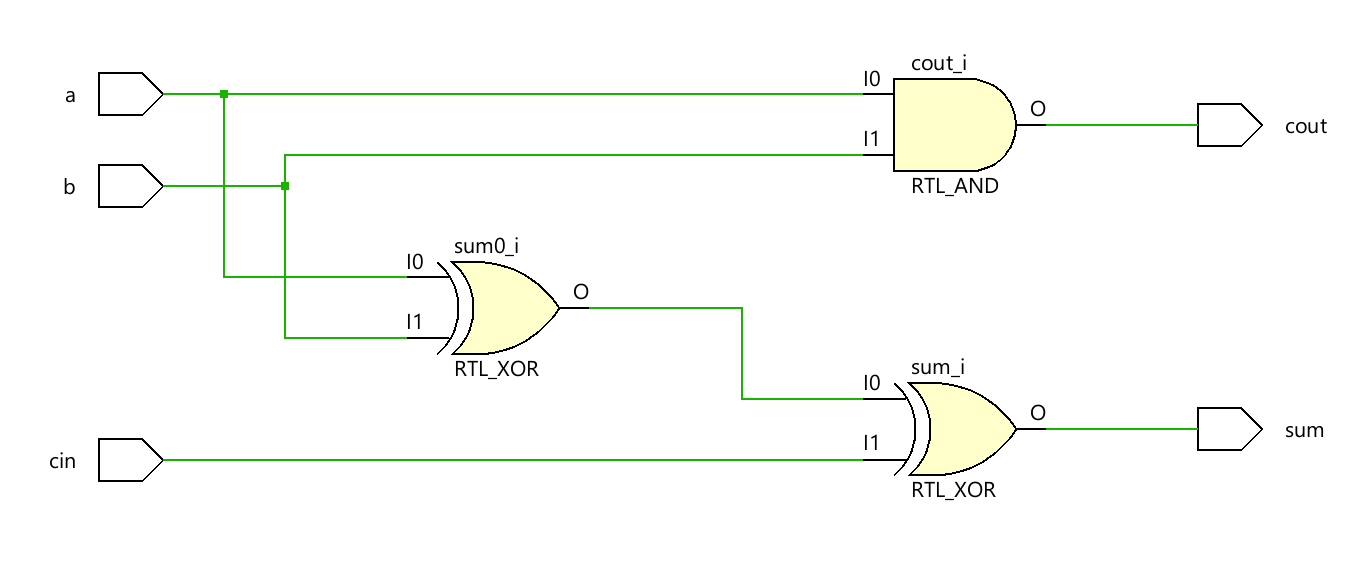 cout_i
I0
a
O
cout
I1
b
RTL_AND
sum0_i
I0
O
I1
RTL_XOR
sum_i
I0
O
sum
I1
cin
RTL_XOR